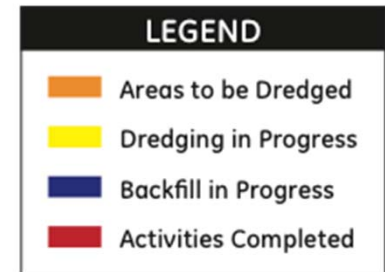 LEGEND
Areas to be Dredged
Dredging in Progress
Backfill in Progress
Activities Completed